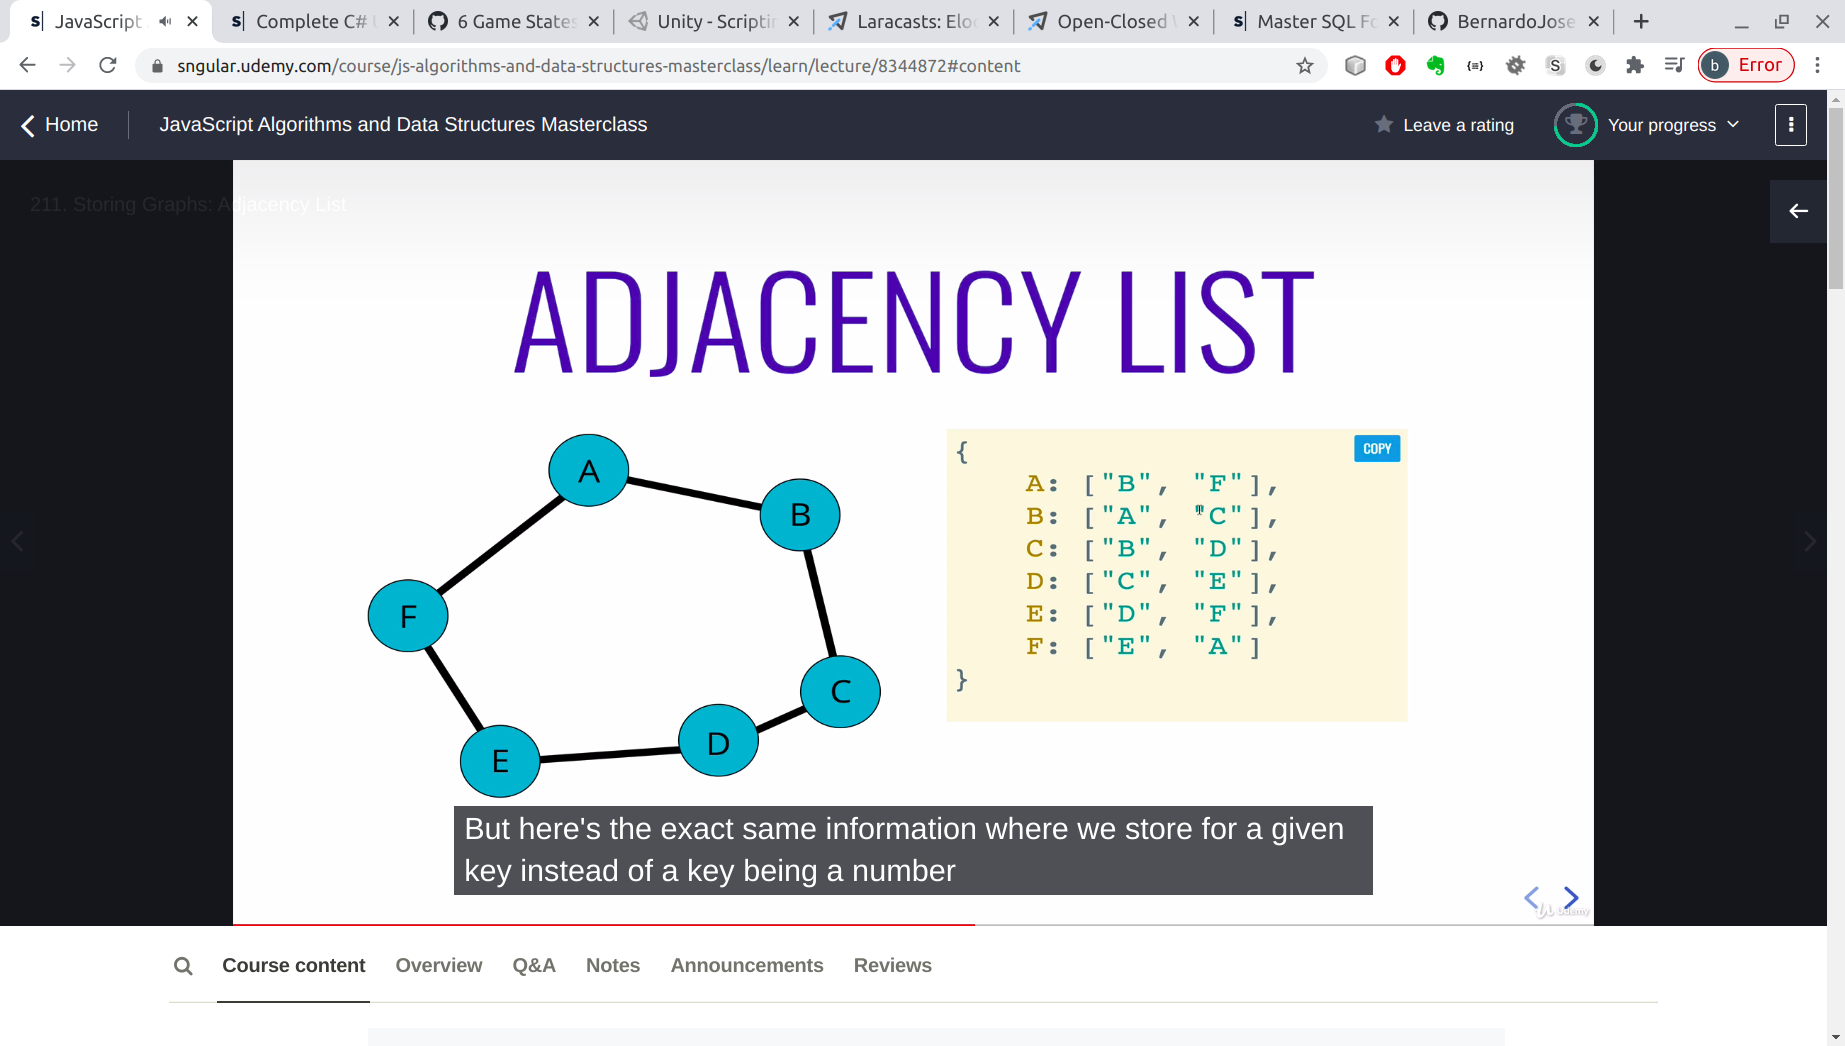 s| JavaScript
s| Complete C#
6 Game States
Unity - Scriptin
Laracasts: Elo
Open-Closed
s| Master SQL Fo
BernardoJose
sngular.udemy.com/course/js-algorithms-and-data-structures-masterclass/learn/lecture/8344872#content
b Error
Home
JavaScript Algorithms and Data Structures Masterclass
Leave a rating
Your progress
211. Storing Graphs: Adjacency List
ADJACENCY LIST
A
B
F
C
D
E
COPY
{
A: ["B", "F"],
B: ["A", "C"],
C: ["B", "D"],
D: ["C", "E"],
E: ["D", "F"],
F: ["E", "A"]
}
But here's the exact same information where we store for a given
key instead of a key being a number
Udemy
Course content
Overview
Q&A
Notes
Announcements
Reviews